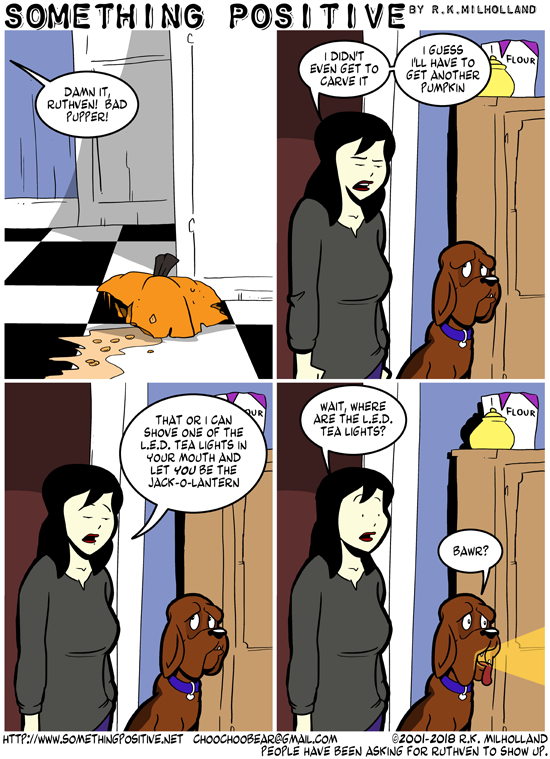 SOMETHING POSITIVE BY R.K.MILHOLLAND
DAMN IT,
RUTHVEN! BAD
PUPPER!
I DIDN'T
EVEN GET TO
CARVE IT
I GUESS
I'LL HAVE TO
GET ANOTHER
PUMPKIN
FLOUR
THAT OR I CAN
SHOVE ONE OF THE
L.E.D. TEA LIGHTS IN
YOUR MOUTH AND
LET YOU BE THE
JACK-O-LANTERN
OUR
WAIT, WHERE
ARE THE L.E.D.
TEA LIGHTS?
FLOUR
BAWR?
HTTP://WWW.SOMETHINGPOSITIVE.NET CHOOCHOOBEAR@GMAIL.COM ©2001-2018 R.K. MILHOLLAND
PEOPLE HAVE BEEN ASKING FOR RUTHVEN TO SHOW UP.